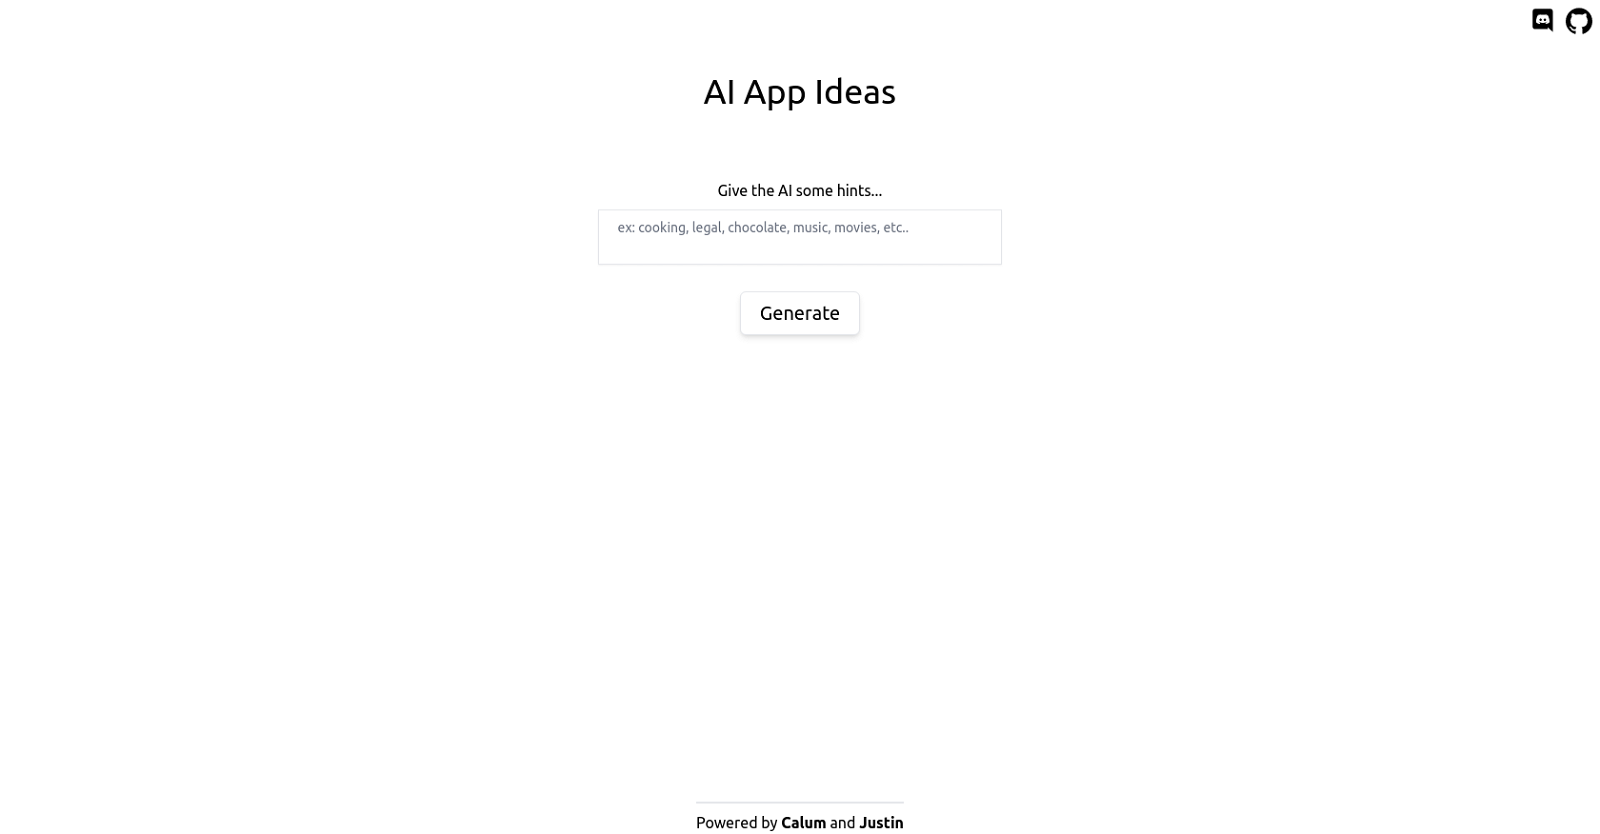 AI App Ideas
Give the AI some hints...
ex: cooking, legal, chocolate, music, movies, etc..
Generate
Powered by Calum and Justin